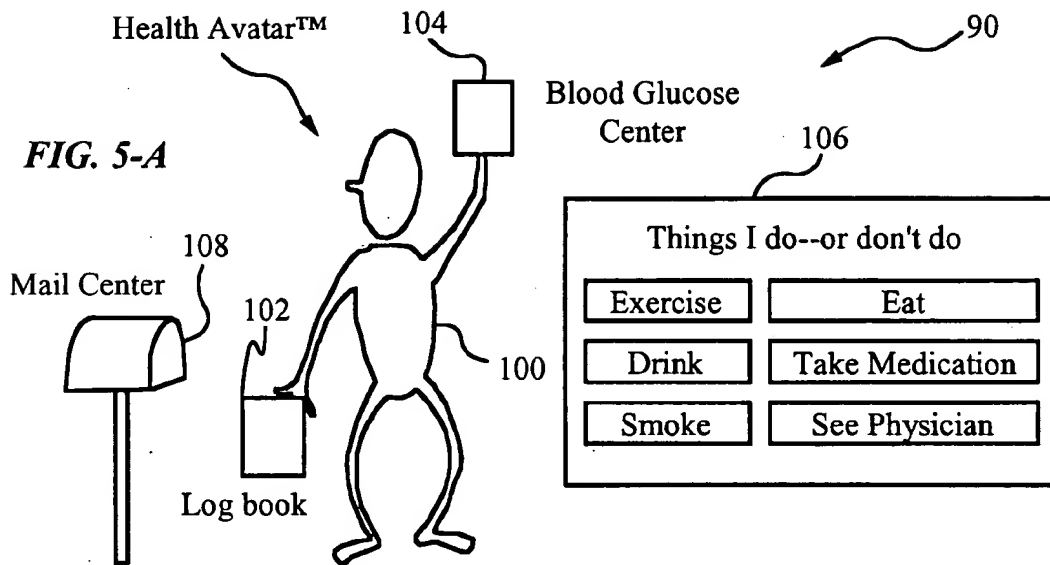 Health Avatar™
104
90
Blood Glucose
Center
FIG. 5-A
106
Things I do--or don't do
108
Mail Center
Exercise
Eat
102
100
Drink
Take Medication
Smoke
See Physician
Log book